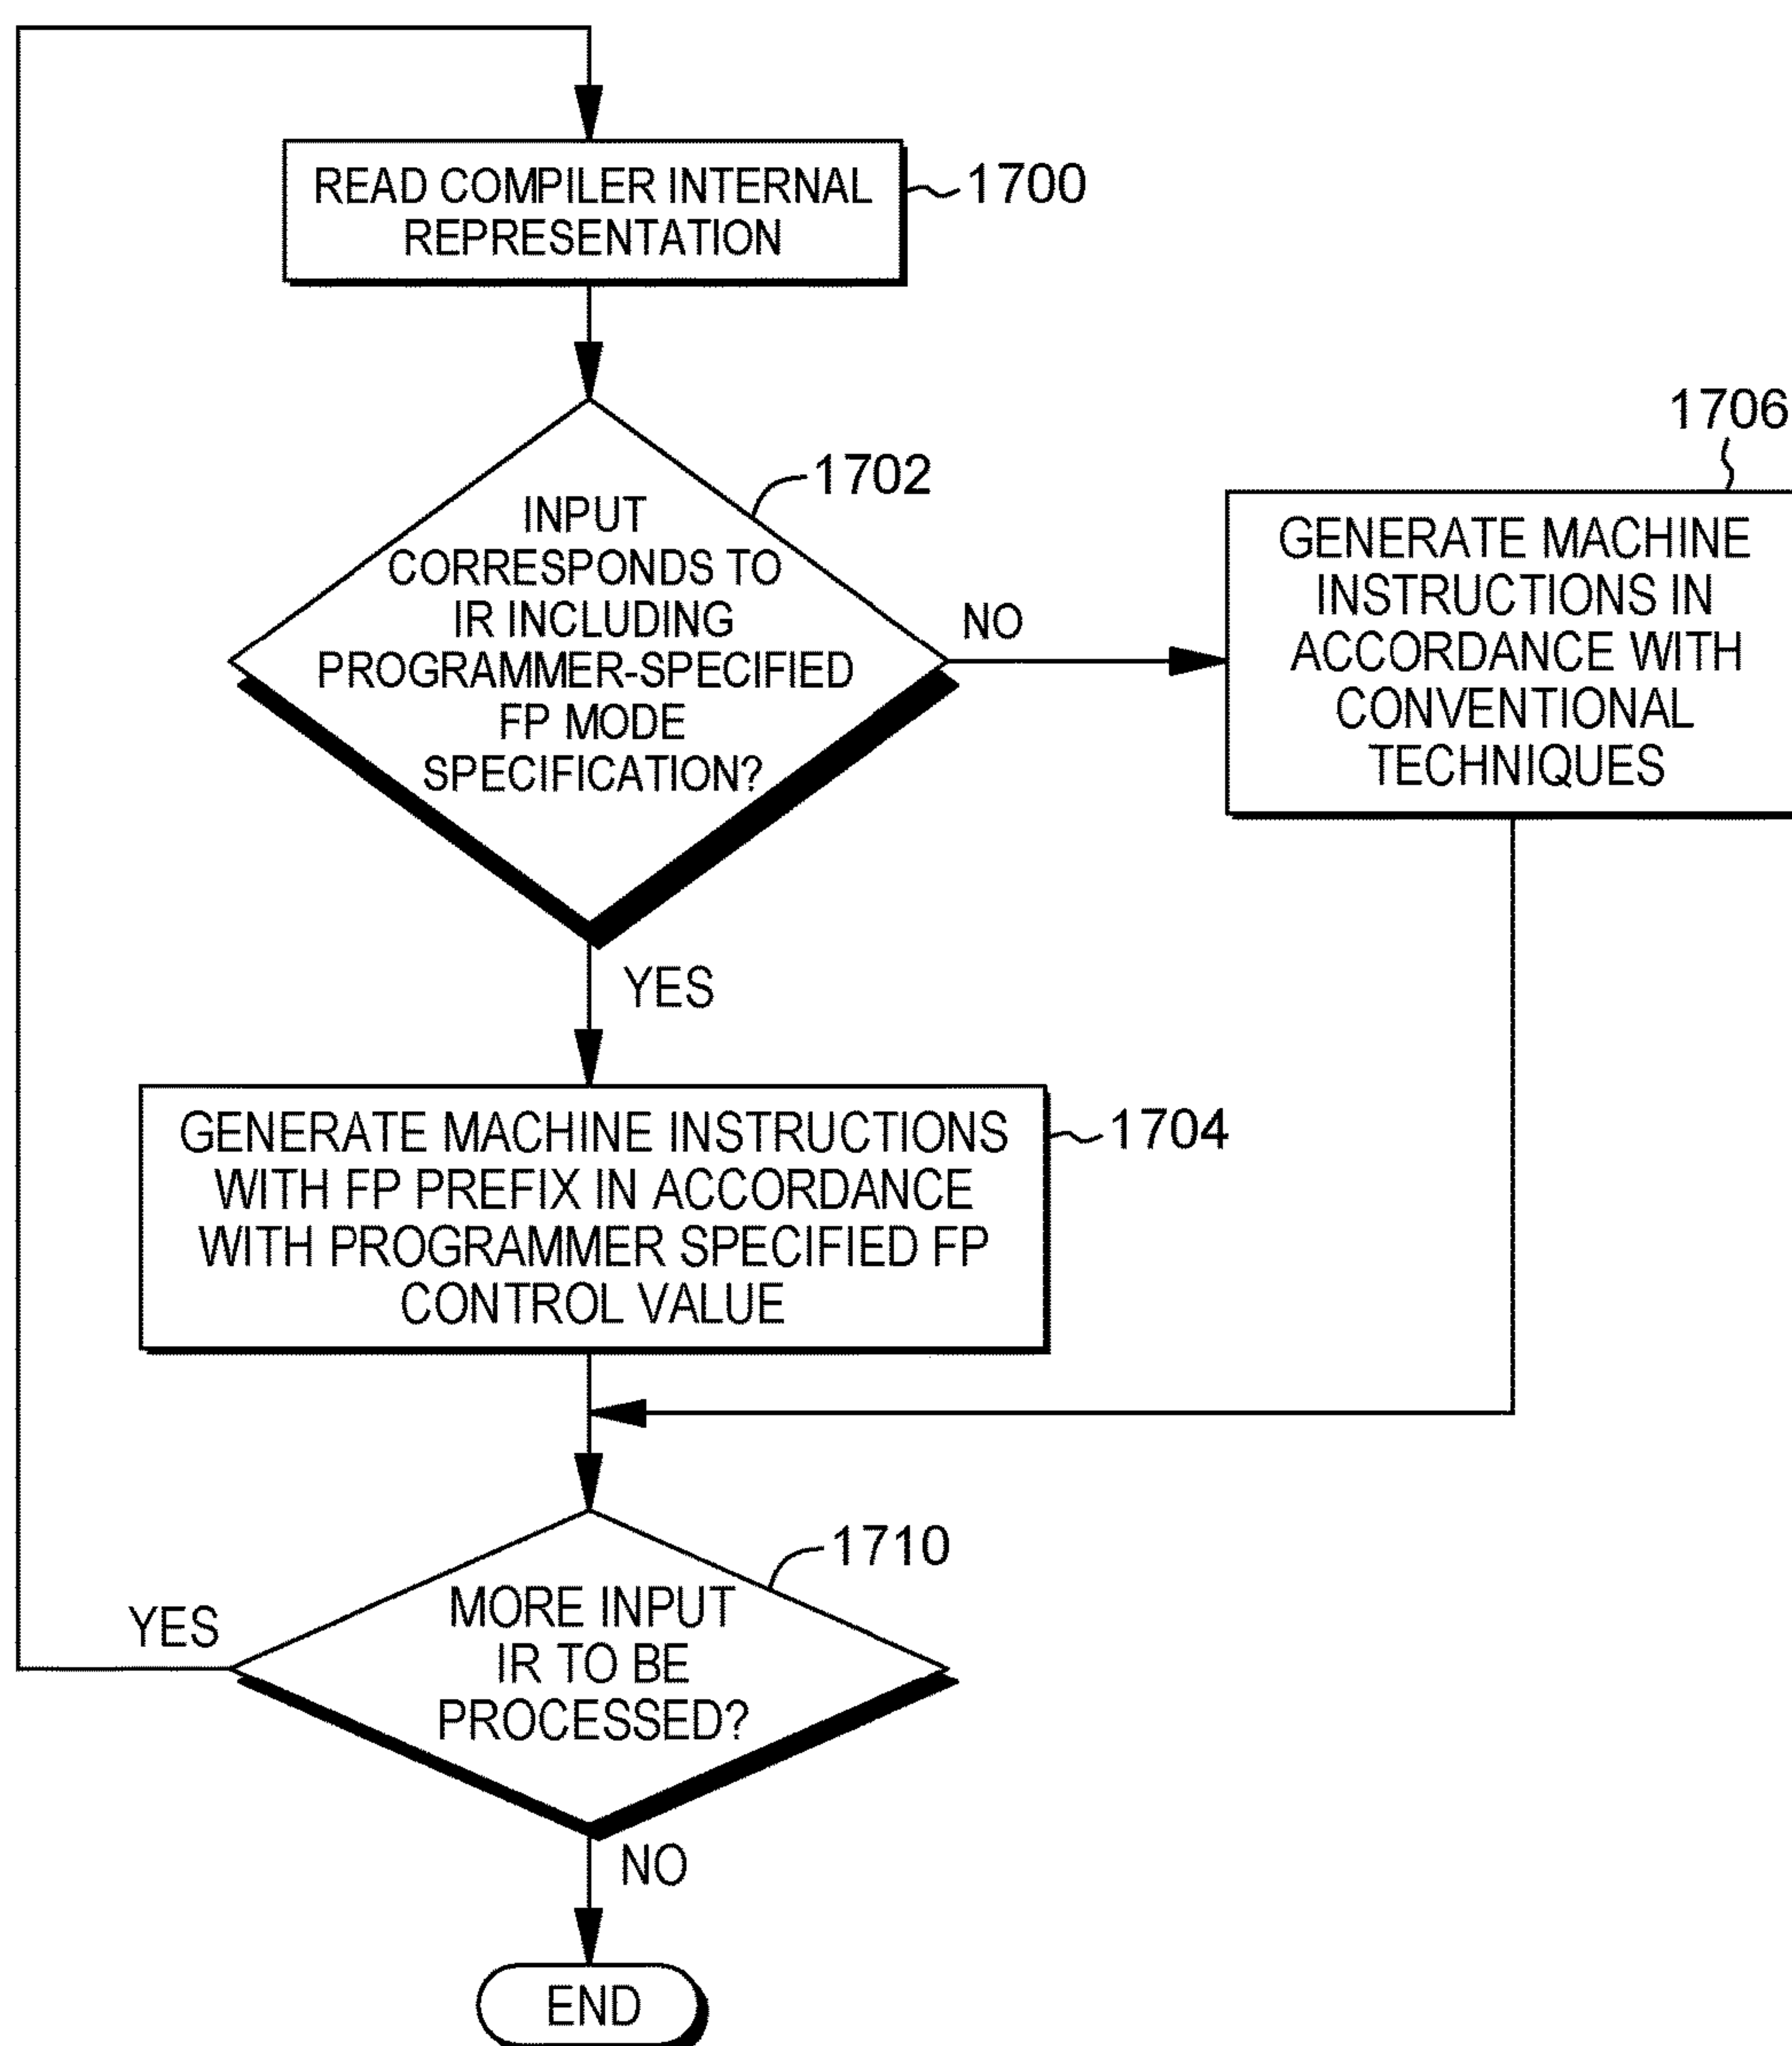 READ COMPILER INTERNAL
REPRESENTATION
1700
1702
INPUT
CORRESPONDS TO
IR INCLUDING
PROGRAMMER-SPECIFIED
FP MODE
SPECIFICATION?
NO
1706
GENERATE MACHINE
INSTRUCTIONS IN
ACCORDANCE WITH
CONVENTIONAL
TECHNIQUES
YES
GENERATE MACHINE INSTRUCTIONS
WITH FP PREFIX IN ACCORDANCE
WITH PROGRAMMER SPECIFIED FP
CONTROL VALUE
1704
1710
MORE INPUT
IR TO BE
PROCESSED?
YES
NO
END